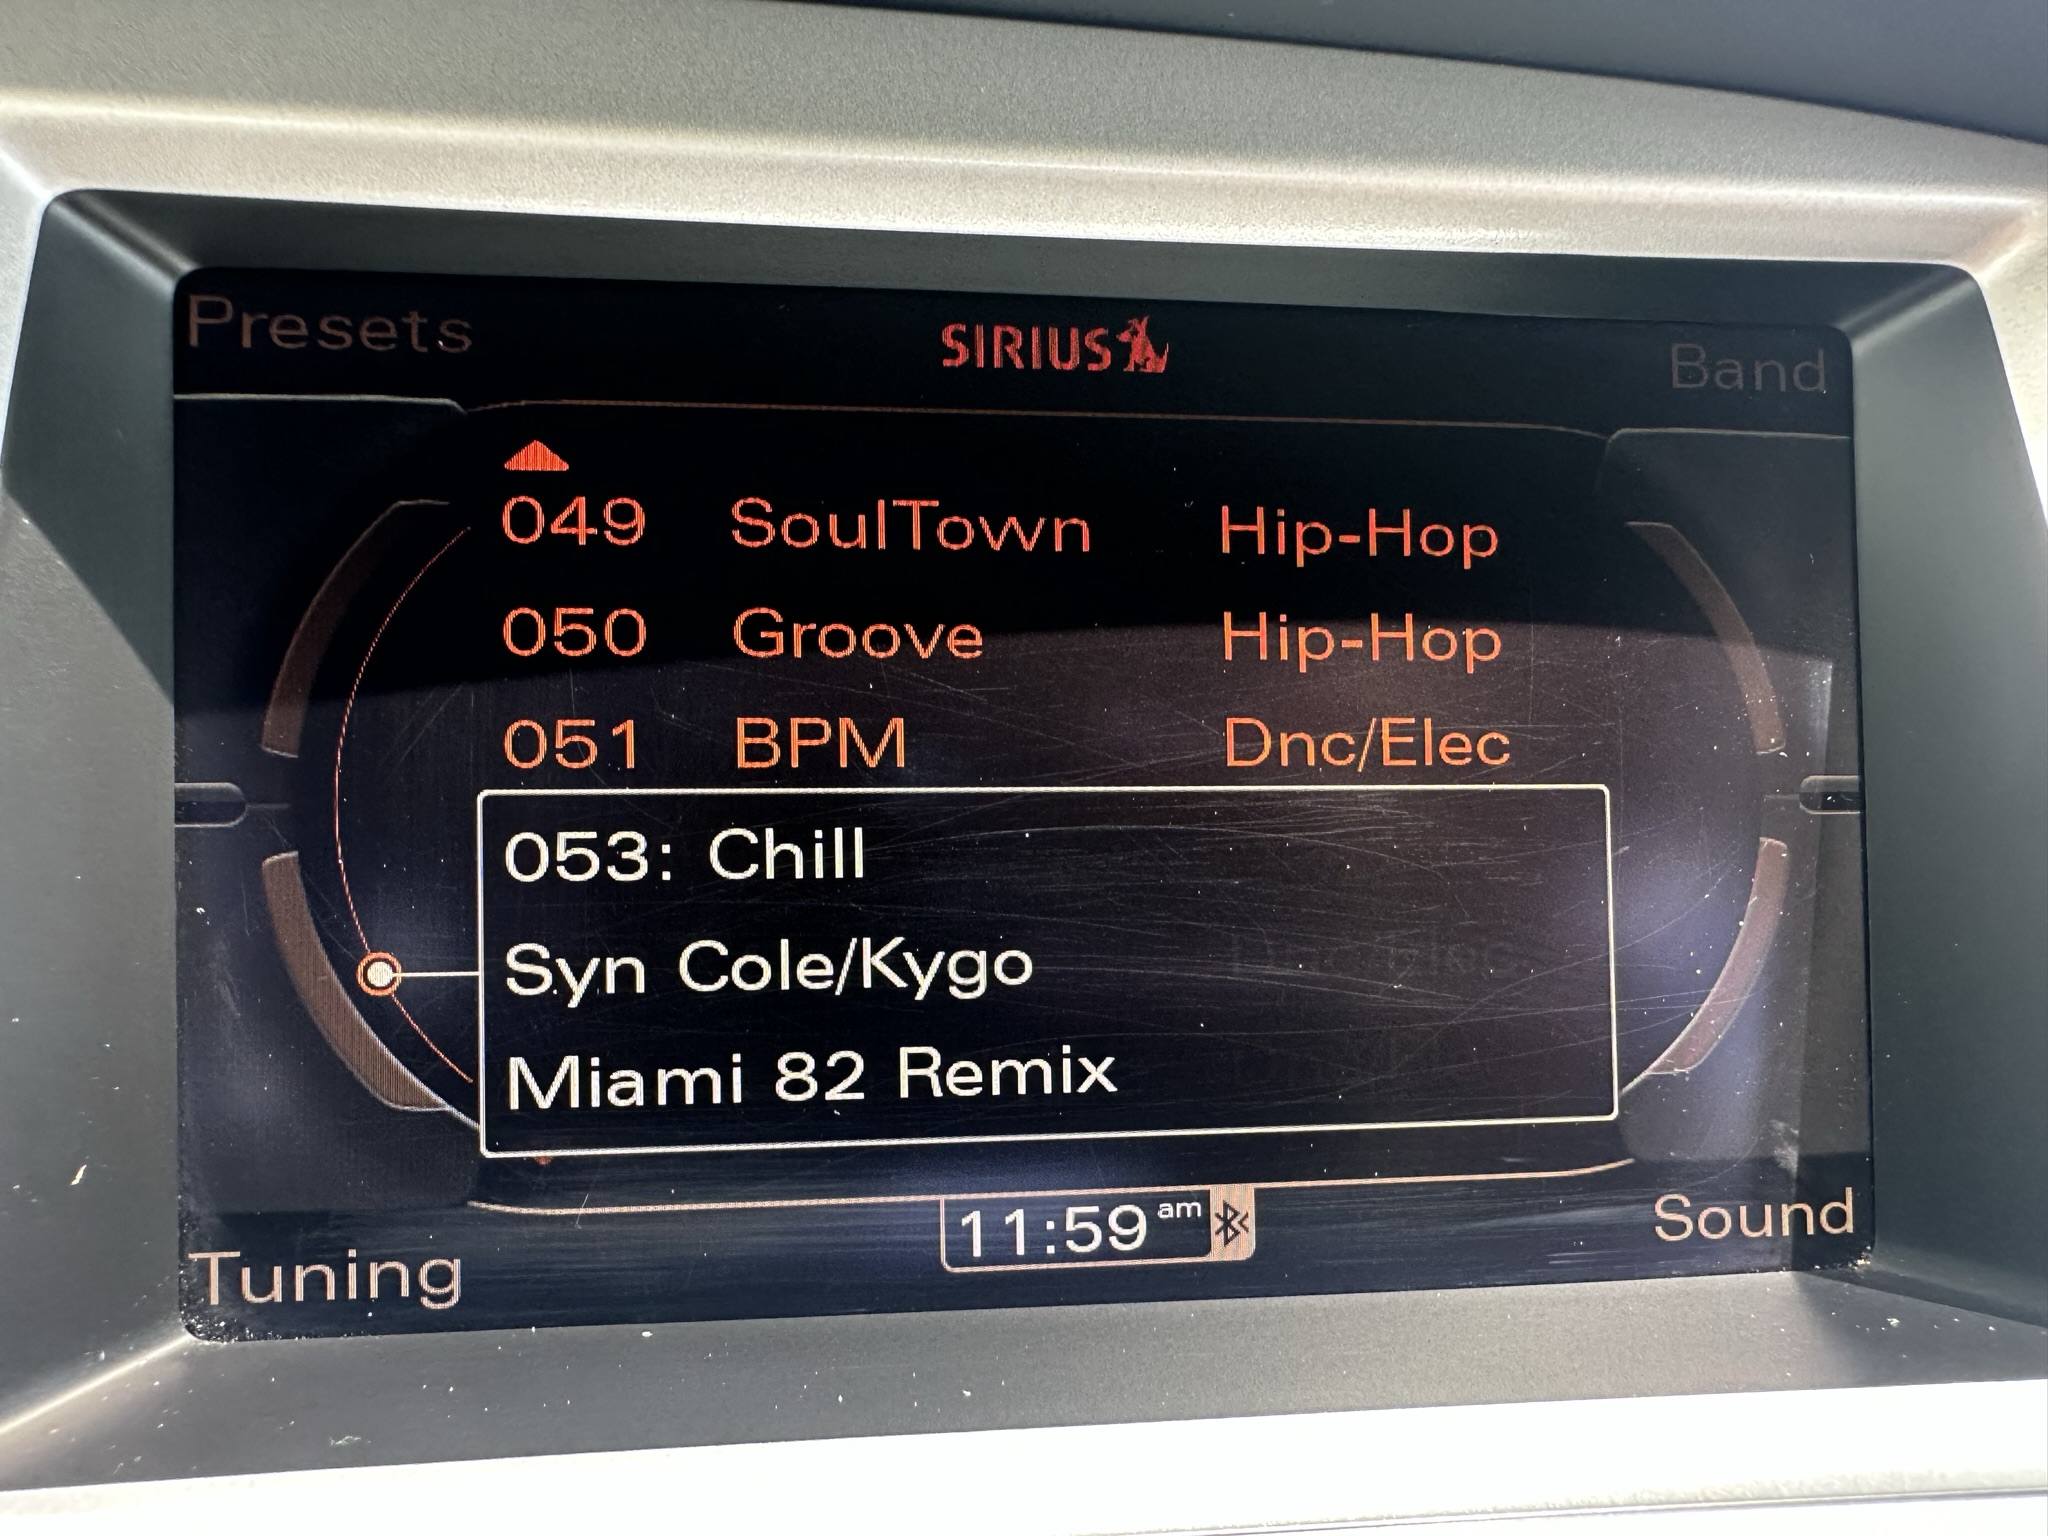 Presets
SIRIUS
Band
049 SoulTown Hip-Hop
050 Groove Hip-Hop
051 BPM Dnc/Elec
053: Chill
Syn Cole/Kygo
Miami 82 Remix
11:59 am
Tuning
Sound